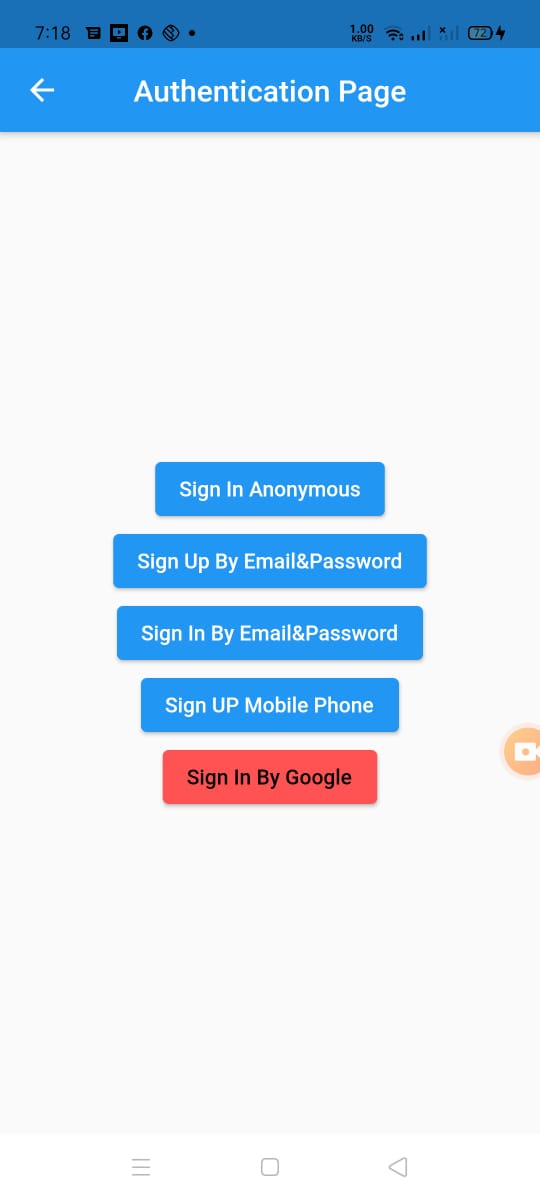 7:18
1.00
KB/S
72
Authentication Page
Sign In Anonymous
Sign Up By Email&Password
Sign In By Email&Password
Sign UP Mobile Phone
Sign In By Google